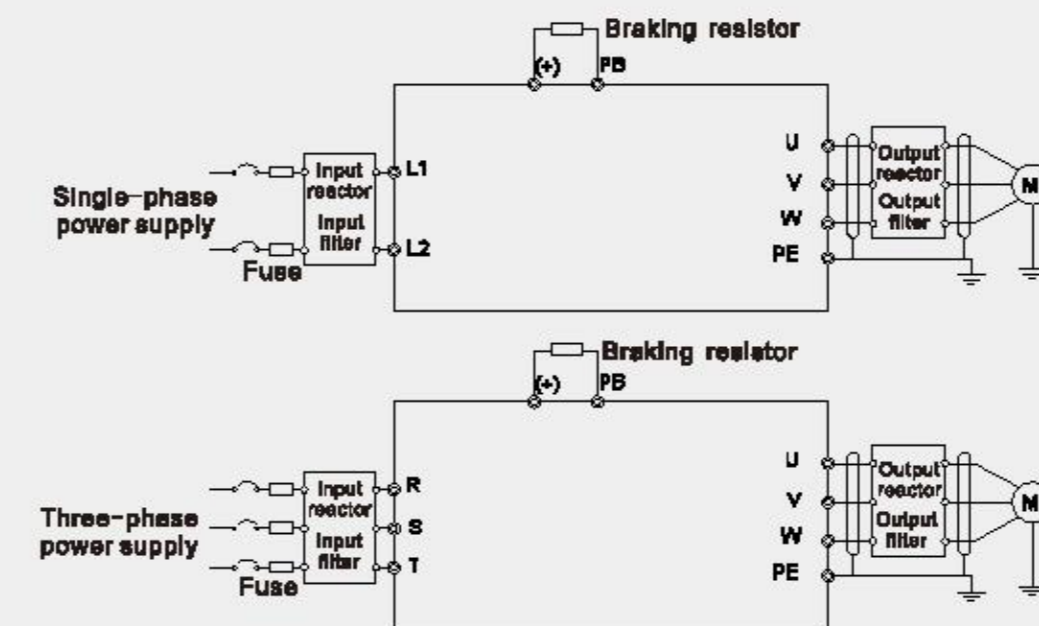 Braking resistor
(+) PB
Single-phase
power supply
Fuse
Input
reactor
Input
filter
L1
L2
U
V
W
PE
Output
reactor
Output
filter
M
Braking resistor
(+) PB
Three-phase
power supply
Fuse
Input
reactor
Input
filter
R
S
T
U
V
W
PE
Output
reactor
Output
filter
M